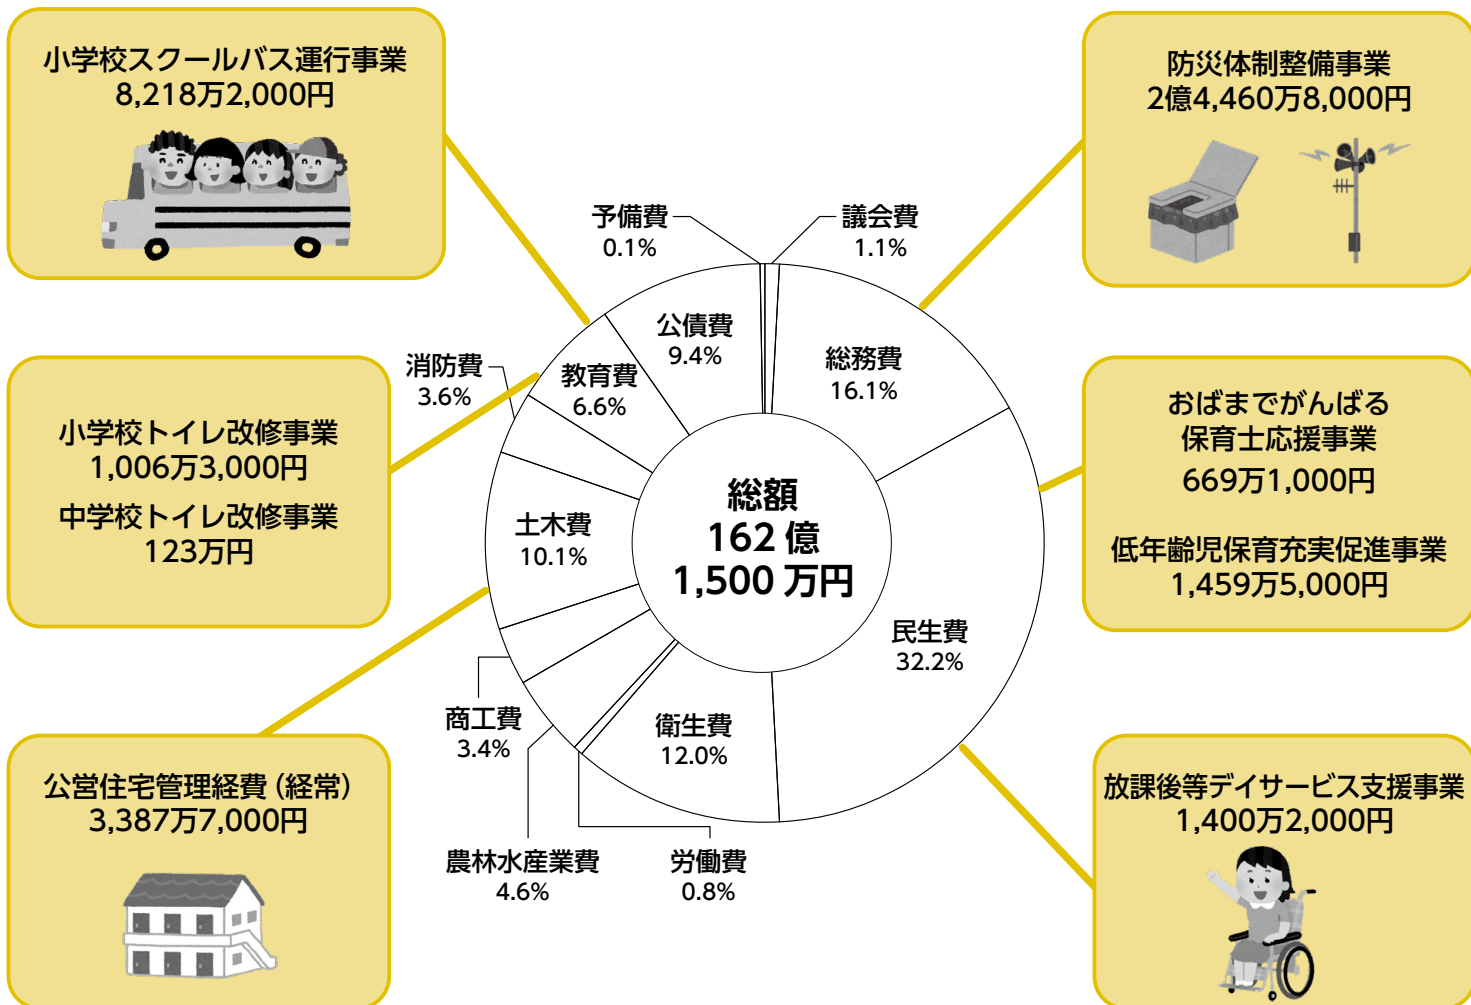 小学校スクールバス運行事業
8,218万2,000円
防災体制整備事業
2億4,460万8,000円
予備費
0.1%
議会費
1.1%
公債費
9.4%
総務費
16.1%
消防費
3.6%
教育費
6.6%
小学校トイレ改修事業
1,006万3,000円
中学校トイレ改修事業
123万円
おばまでがんばる
保育士応援事業
669万1,000円
低年齢児保育充実促進事業
1,459万5,000円
総額
162 億
1,500 万円
土木費
10.1%
民生費
32.2%
商工費
3.4%
衛生費
12.0%
農林水産業費
4.6%
労働費
0.8%
公営住宅管理経費（経常）
3,387万7,000円
放課後等デイサービス支援事業
1,400万2,000円